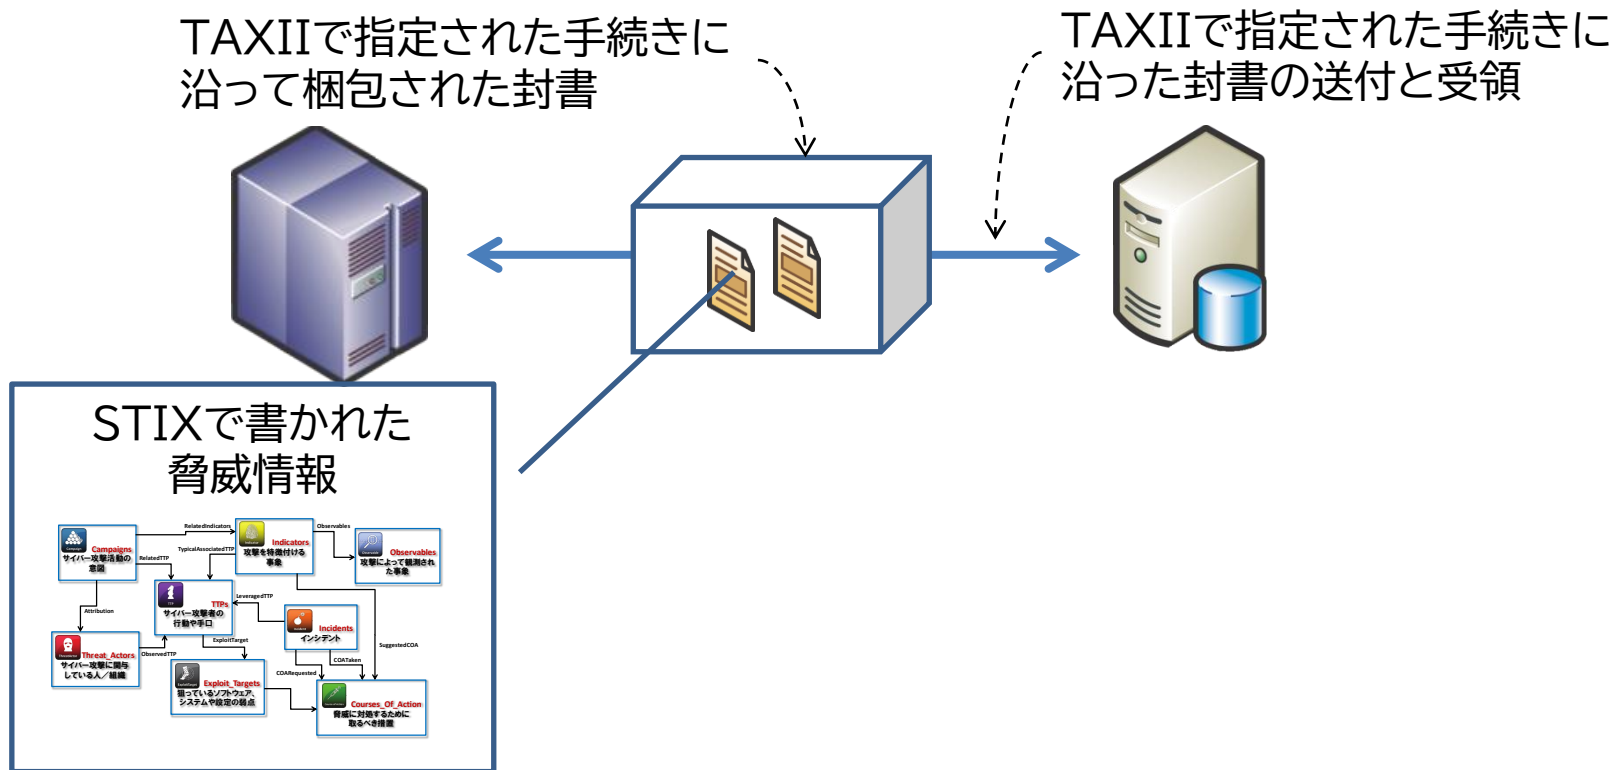 TAXIIで指定された手続きに
沿って梱包された封書
TAXIIで指定された手続きに
沿った封書の送付と受領
STIXで書かれた
脅威情報
Campaigns
サイバー攻撃活動の
意図
RelatedIndicators
RelatedTTP
TypicalAssociatedTTP
Indicators
攻撃を特徴付ける
事象
Observables
Observables
攻撃によって観測され
た事象
Attribution
TTPs
サイバー攻撃者の
行動や手口
LeveragedTTP
Incidents
インシデント
Threat_Actors
サイバー攻撃に関与
している人/組織
ObservedTTP
ExploitTarget
Exploit_Targets
狙っているソフトウェア、
システムや設定の弱点
COARequested
COATaken
SuggestedCOA
Courses_Of_Action
脅威に対処するために
取るべき措置